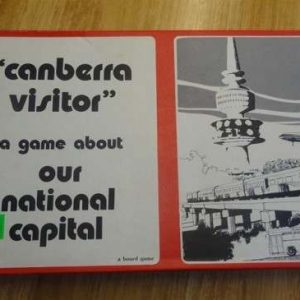 "canberra
visitor"
a game about
our
national
capital
a board game